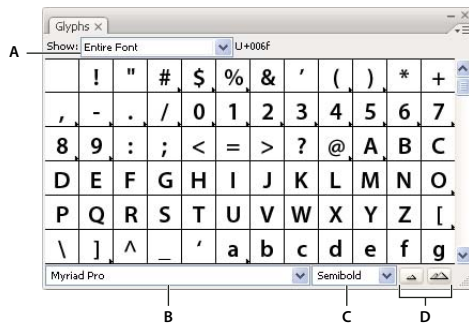 Glyphs ×
Show: Entire Font U+006f
A
! " # $ % & ' ( ) * +
, - . / 0 1 2 3 4 5 6 7
8 9 : ; < = > ? @ A B C
D E F G H I J K L M N O
P Q R S T U V W X Y Z [
\ ] ^ _ ‘ a b c d e f g
Myriad Pro Semibold
B C D